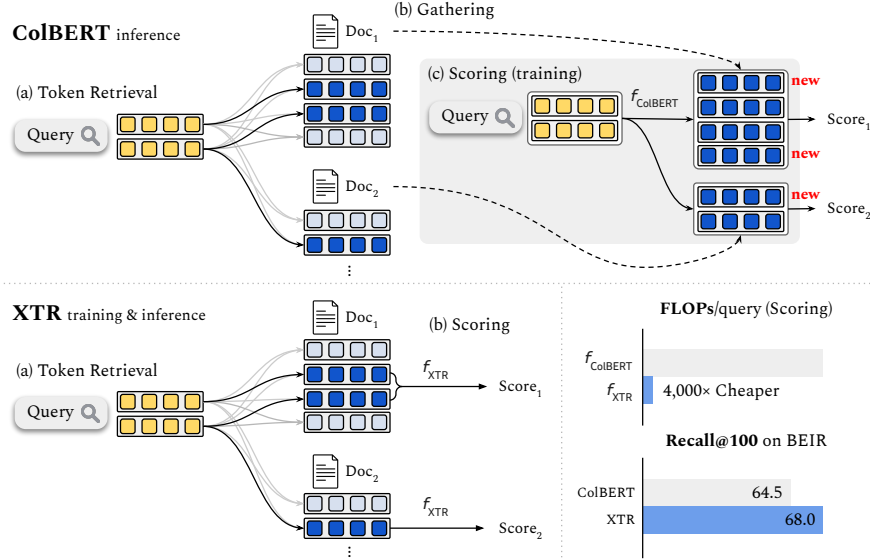 ColBERT inference
(a) Token Retrieval
Query
Doc1
Doc2
⋮
(b) Gathering
(c) Scoring (training)
Query
fColBERT
new
new
new
Score1
Score2
XTR training & inference
(a) Token Retrieval
Query
Doc1
Doc2
⋮
(b) Scoring
fXTR
Score1
fXTR
Score2
FLOPs/query (Scoring)
fColBERT
fXTR 4,000× Cheaper
Recall@100 on BEIR
ColBERT 64.5
XTR 68.0